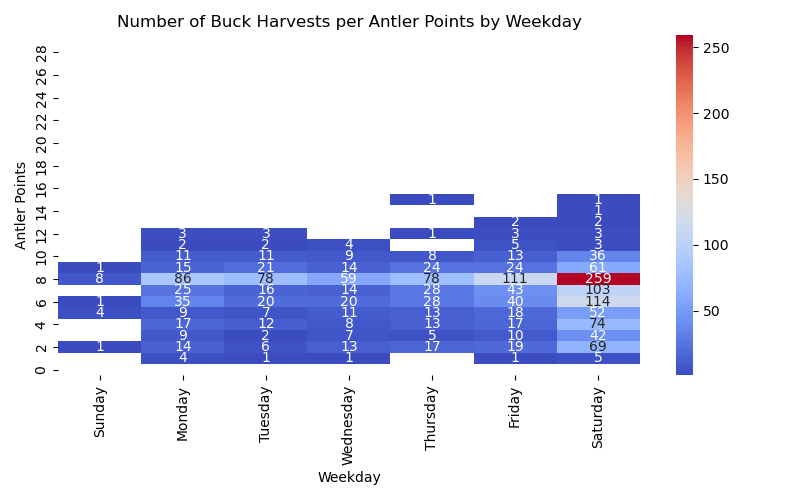 Number of Buck Harvests per Antler Points by Weekday
Antler Points
28
26
24
22
20
18
16
1 1
14 1
2 2
12 3 3 1 3 3
2 2 4 5 3
10 11 11 9 8 13 36
1 15 21 14 24 24 61
8 8 86 78 59 78 111 259
25 16 14 28 43 103
6 1 35 20 20 28 40 114
4 9 7 11 13 18 52
4 17 12 8 13 17 74
9 2 7 5 10 42
2 1 14 6 13 17 19 69
4 1 1 1 5
0
Sunday Monday Tuesday Wednesday Thursday Friday Saturday
Weekday
250
200
150
100
50